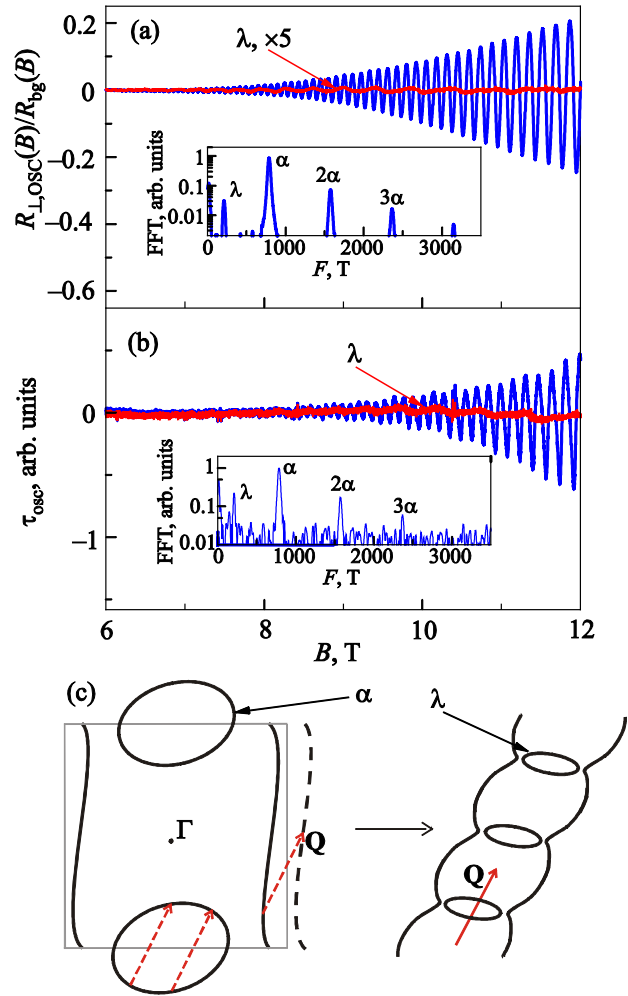 (a)
λ, ×5
0.2
0
−0.2
−0.4
−0.6
R⊥,OSC(B)/Rbg(B)
FFT, arb. units
1
0.1
0.01
λ
α
2α
3α
0 1000 2000 3000
F, T
(b)
λ
0
−1
τosc, arb. units
FFT, arb. units
1
0.1
0.01
λ
α
2α
3α
0 1000 2000 3000
F, T
6 8 10 12
B, T
(c)
α
λ
Γ
Q
Q